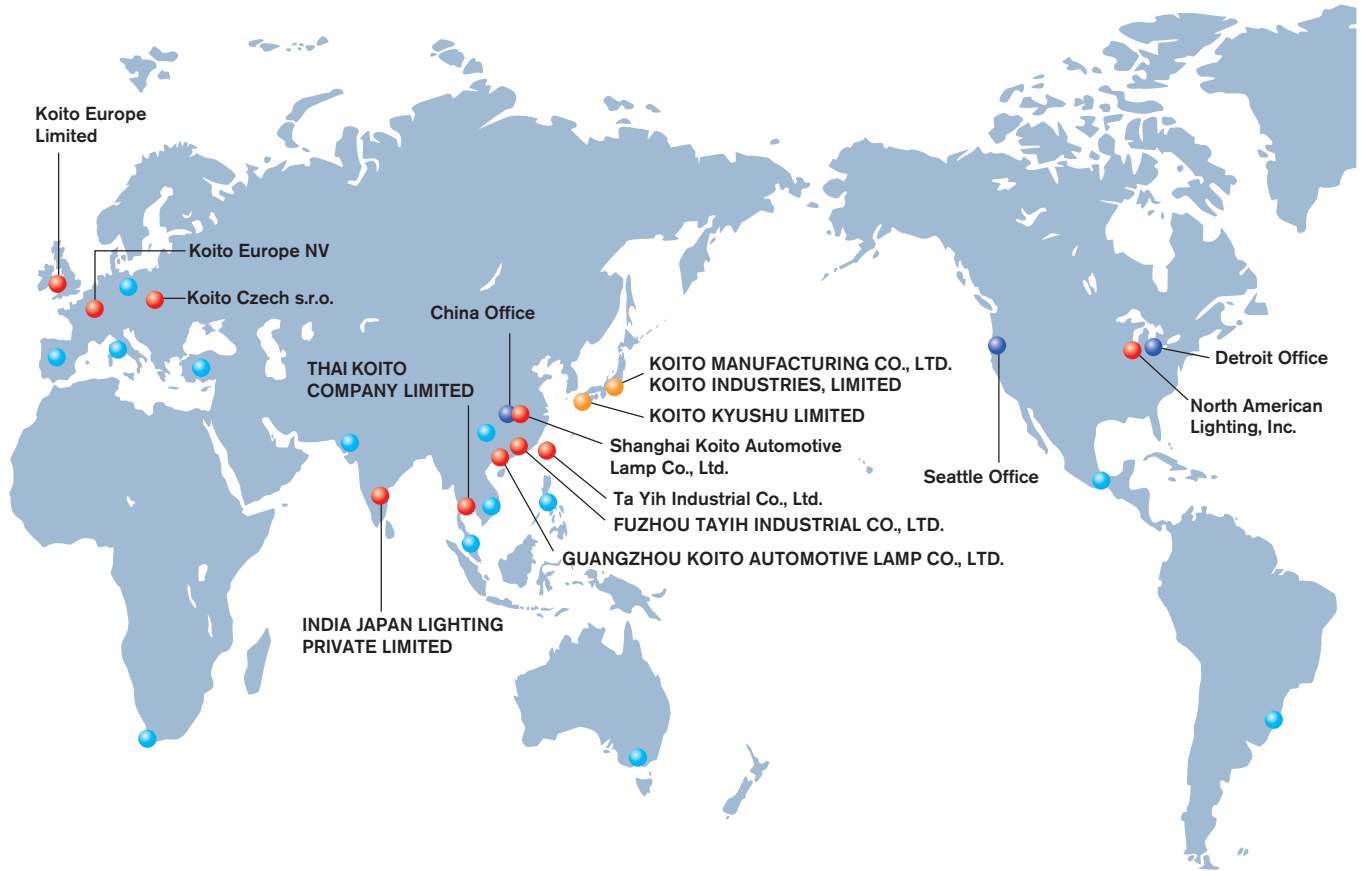 Koito Europe
Limited
Koito Europe NV
Koito Czech s.r.o.
China Office
THAI KOITO
COMPANY LIMITED
KOITO MANUFACTURING CO., LTD.
KOITO INDUSTRIES, LIMITED
KOITO KYUSHU LIMITED
Shanghai Koito Automotive
Lamp Co., Ltd.
Ta Yih Industrial Co., Ltd.
FUZHOU TAYIH INDUSTRIAL CO., LTD.
GUANGZHOU KOITO AUTOMOTIVE LAMP CO., LTD.
INDIA JAPAN LIGHTING
PRIVATE LIMITED
Detroit Office
North American
Lighting, Inc.
Seattle Office